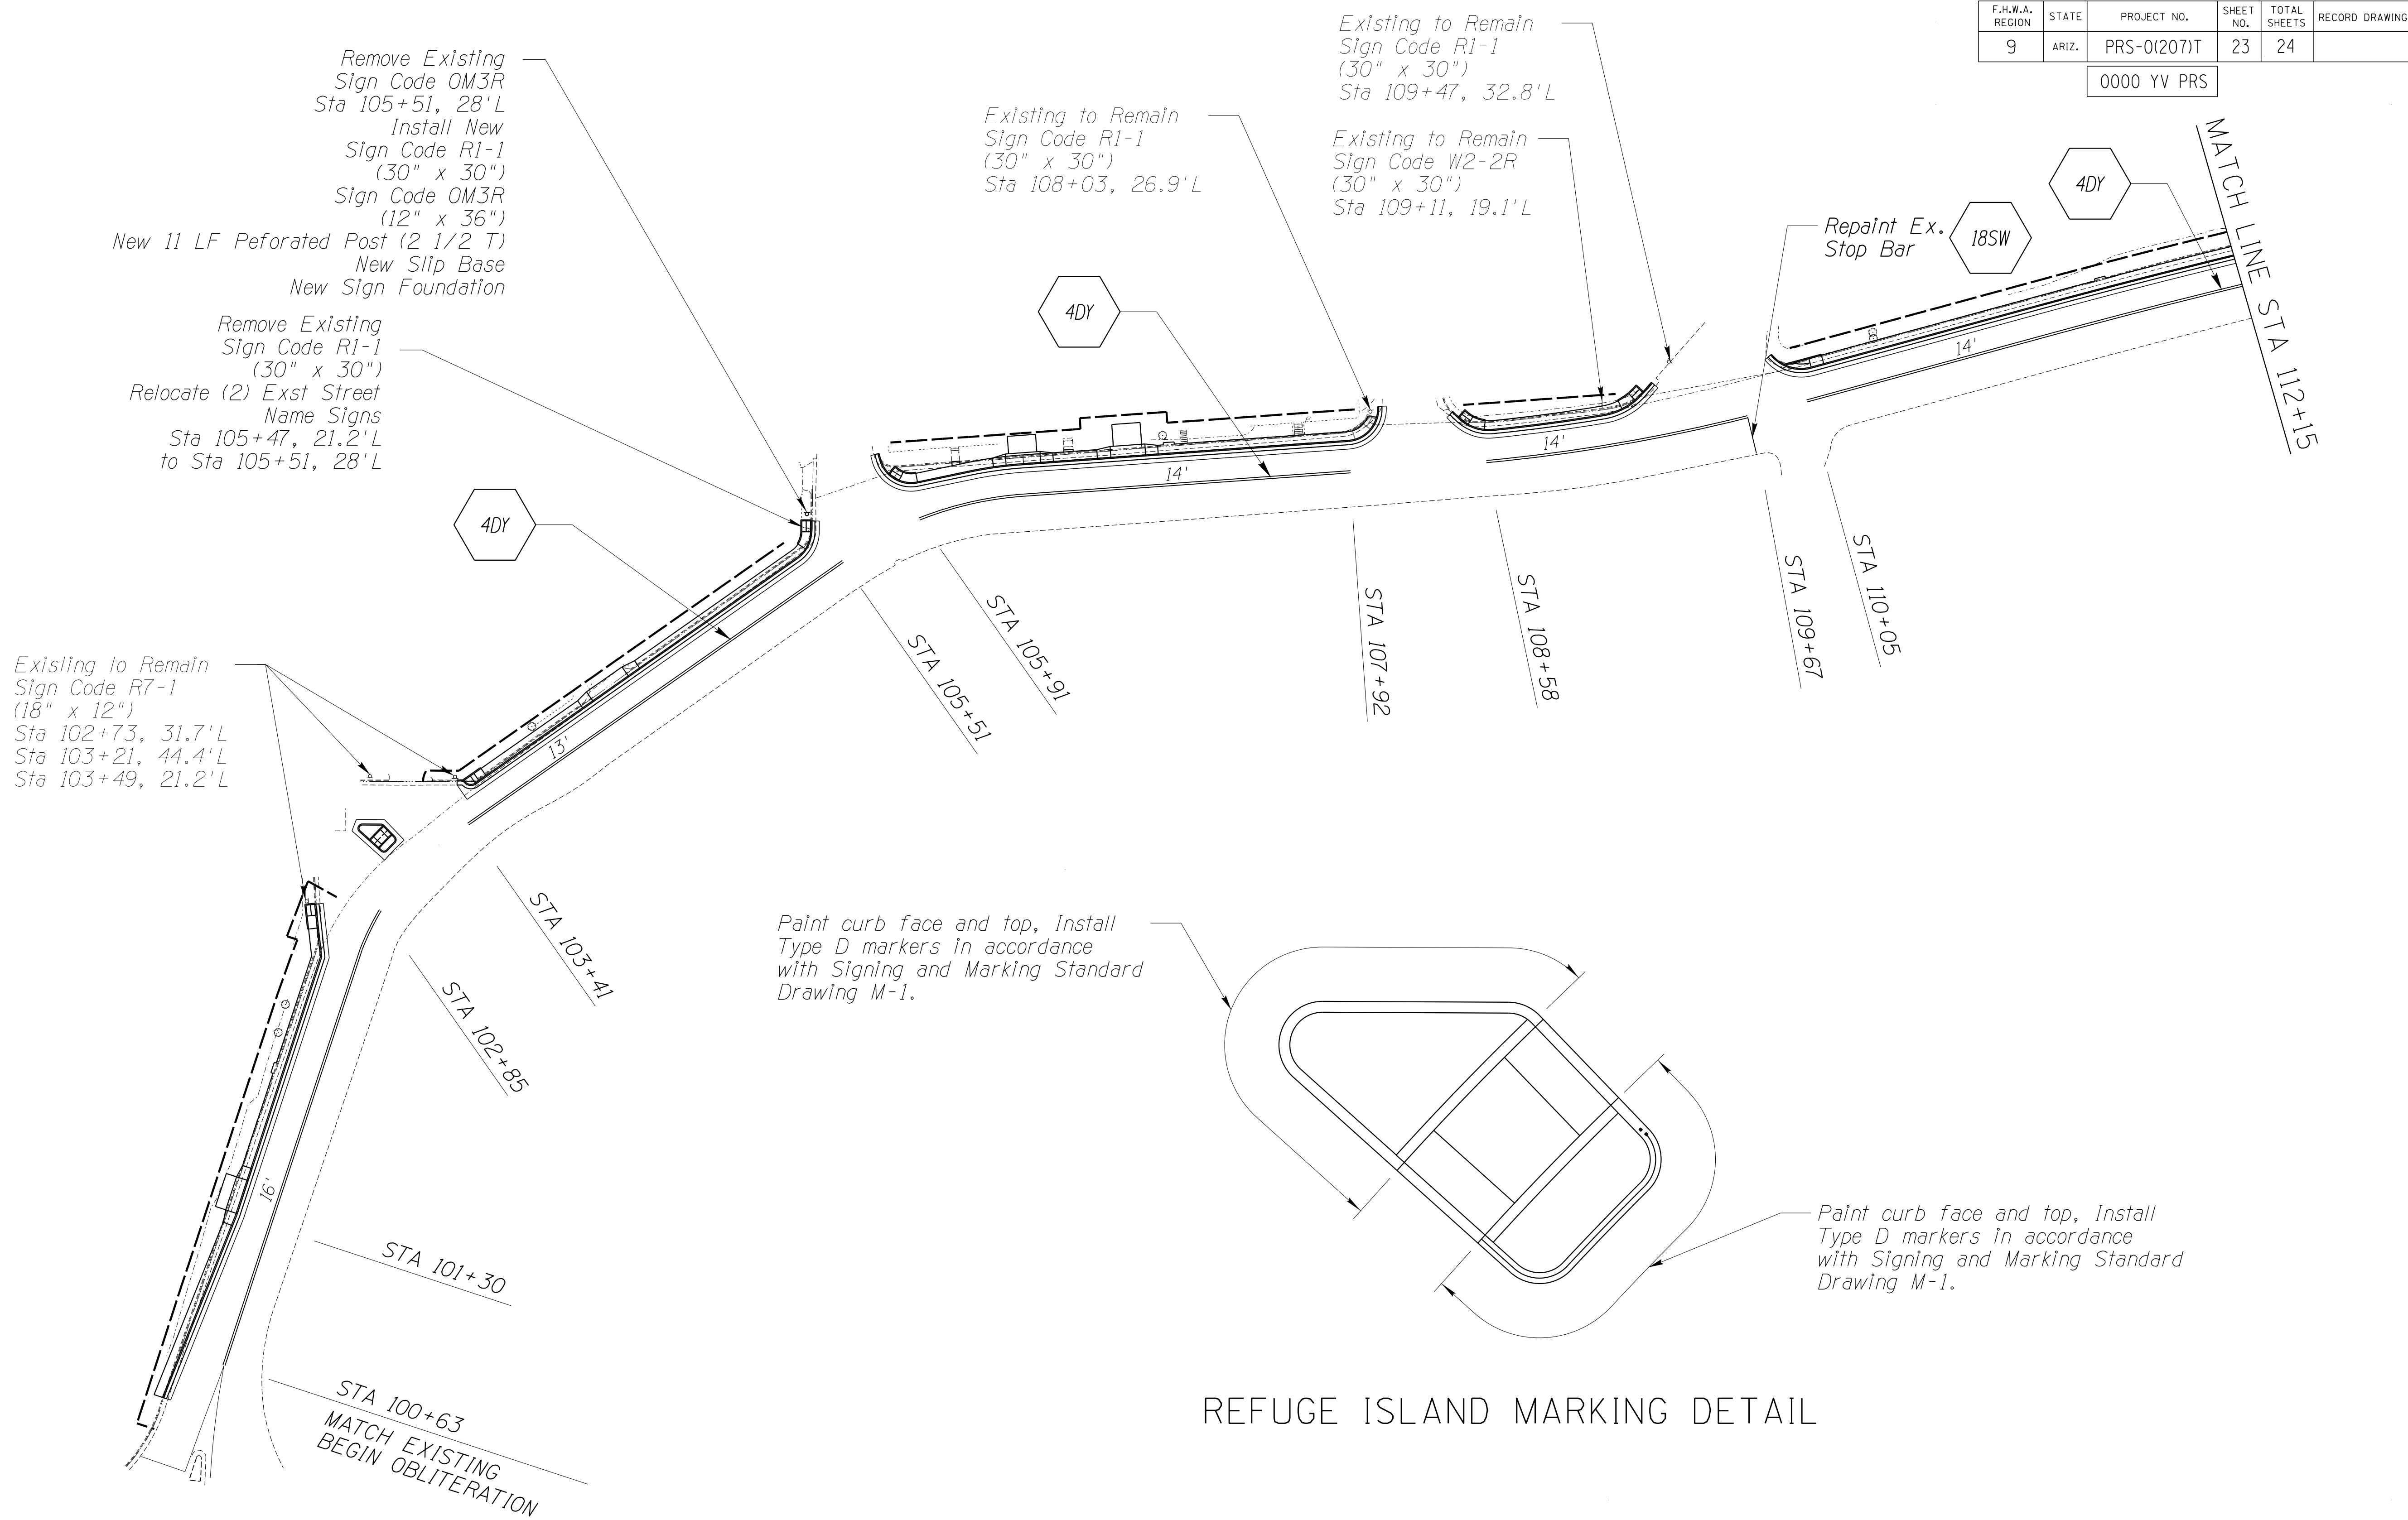 F.H.W.A.
REGION
STATE
PROJECT NO.
SHEET
NO.
TOTAL
SHEETS
RECORD DRAWING
9
ARIZ.
PRS-0(207)T
23
24
0000 YV PRS
Remove Existing
Sign Code OM3R
Sta 105+51, 28'L
Install New
Sign Code R1-1
(30" x 30")
Sign Code OM3R
(12" x 36")
New 11 LF Peforated Post (2 1/2 T)
New Slip Base
New Sign Foundation
Remove Existing
Sign Code R1-1
(30" x 30")
Relocate (2) Exst Street
Name Signs
Sta 105+47, 21.2'L
to Sta 105+51, 28'L
Existing to Remain
Sign Code R1-1
(30" x 30")
Sta 108+03, 26.9'L
Existing to Remain
Sign Code R1-1
(30" x 30")
Sta 109+47, 32.8'L
Existing to Remain
Sign Code W2-2R
(30" x 30")
Sta 109+11, 19.1'L
Repaint Ex.
Stop Bar
18SW
4DY
MATCH LINE STA 112+15
4DY
4DY
14'
14'
14'
13'
16'
Existing to Remain
Sign Code R7-1
(18" x 12")
Sta 102+73, 31.7'L
Sta 103+21, 44.4'L
Sta 103+49, 21.2'L
STA 110+05
STA 109+67
STA 108+58
STA 107+92
STA 105+91
STA 105+51
STA 103+41
STA 102+85
STA 101+30
STA 100+63
MATCH EXISTING
BEGIN OBLITERATION
Paint curb face and top, Install
Type D markers in accordance
with Signing and Marking Standard
Drawing M-1.
Paint curb face and top, Install
Type D markers in accordance
with Signing and Marking Standard
Drawing M-1.
REFUGE ISLAND MARKING DETAIL